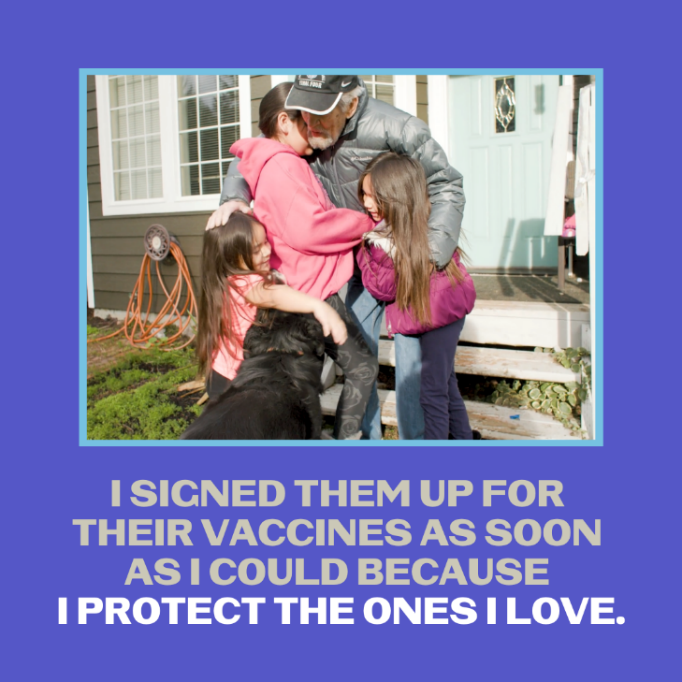 I SIGNED THEM UP FOR
THEIR VACCINES AS SOON
AS I COULD BECAUSE
I PROTECT THE ONES I LOVE.